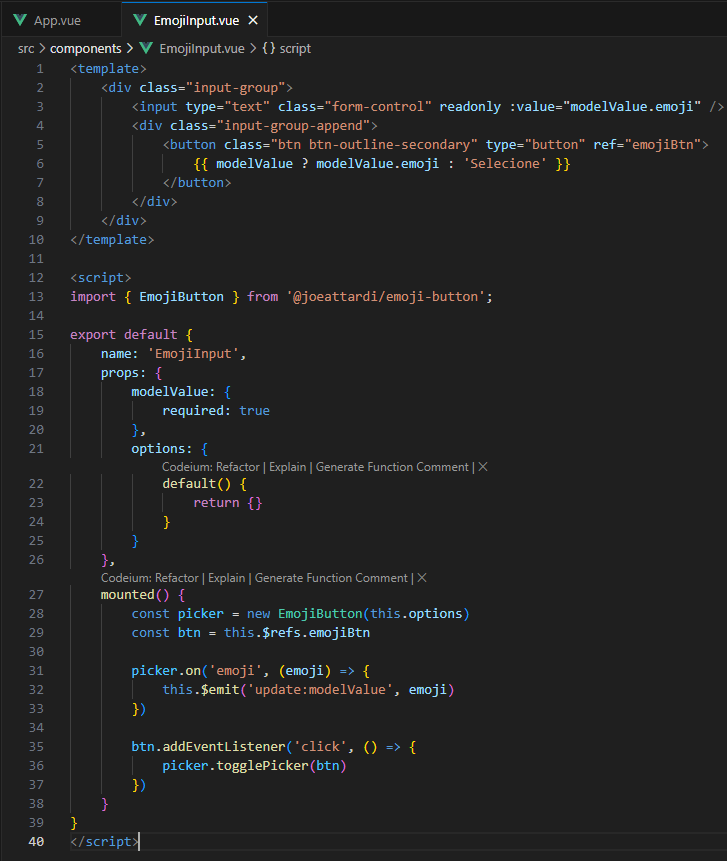 App.vue EmojiInput.vue ×
src > components > EmojiInput.vue > {} script
1 <template>
2 <div class="input-group">
3 <input type="text" class="form-control" readonly :value="modelValue.emoji" />
4 <div class="input-group-append">
5 <button class="btn btn-outline-secondary" type="button" ref="emojiBtn">
6 {{ modelValue ? modelValue.emoji : 'Selecione' }}
7 </button>
8 </div>
9 </div>
10 </template>
11
12 <script>
13 import { EmojiButton } from '@joeattardi/emoji-button';
14
15 export default {
16 name: 'EmojiInput',
17 props: {
18 modelValue: {
19 required: true
20 },
21 options: {
Codeium: Refactor | Explain | Generate Function Comment | ×
22 default() {
23 return {}
24 }
25 }
26 },
Codeium: Refactor | Explain | Generate Function Comment | ×
27 mounted() {
28 const picker = new EmojiButton(this.options)
29 const btn = this.$refs.emojiBtn
30
31 picker.on('emoji', (emoji) => {
32 this.$emit('update:modelValue', emoji)
33 })
34
35 btn.addEventListener('click', () => {
36 picker.togglePicker(btn)
37 })
38 }
39 }
40 </script>